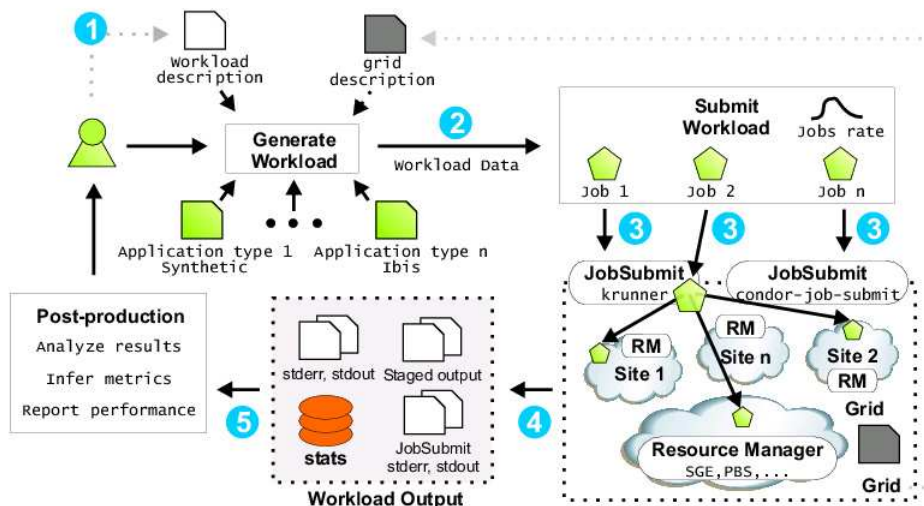 1
Workload
description
grid
description
Generate
Workload
2
Workload Data
Submit
Workload
Jobs rate
Job 1
Job 2
Job n
Application type 1
Synthetic
Application type n
Ibis
3
3
3
JobSubmit
krunner
JobSubmit
condor-job-submit
Post-production
Analyze results
Infer metrics
Report performance
5
stderr, stdout
Staged output
stats
JobSubmit
stderr, stdout
Workload Output
4
RM
Site 1
RM
Site n
Site 2
RM
Grid
Resource Manager
SGE,PBS,...
Grid